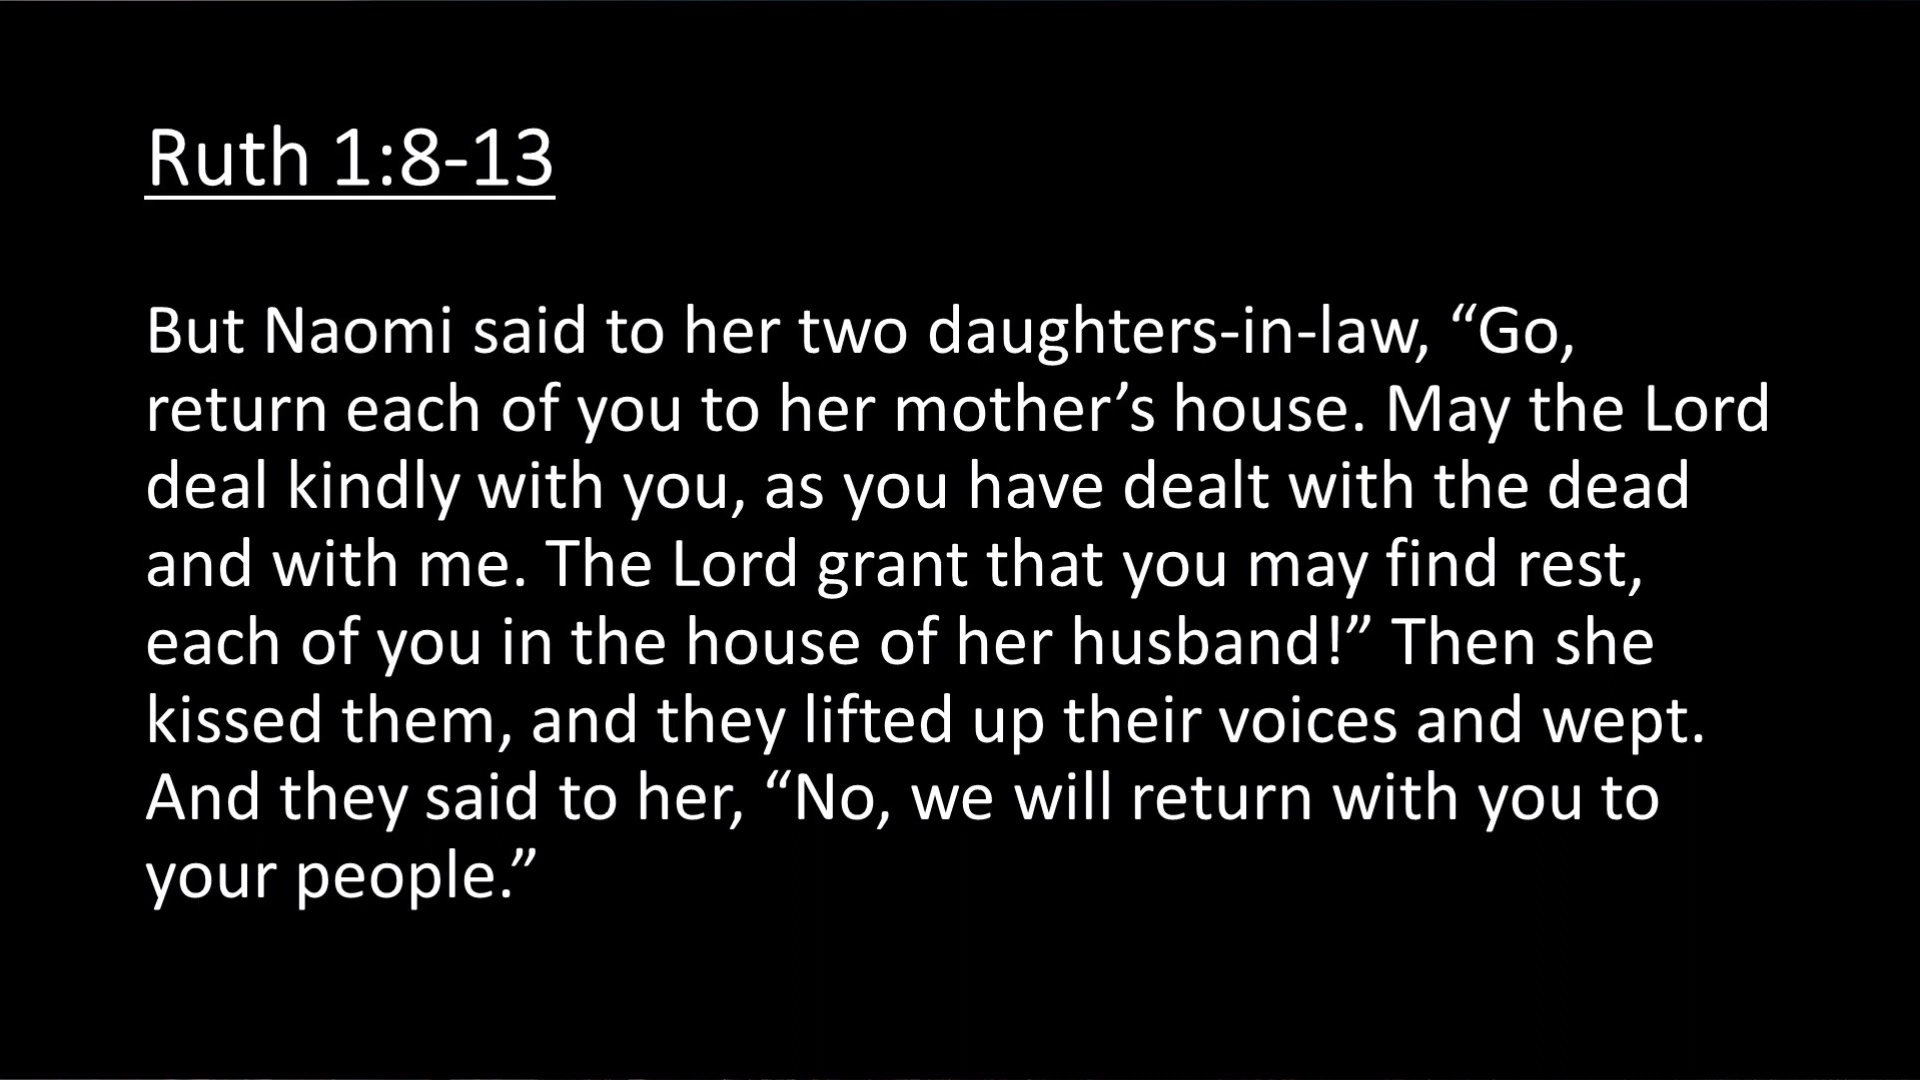 Ruth 1:8-13
But Naomi said to her two daughters-in-law, “Go,
return each of you to her mother’s house. May the Lord
deal kindly with you, as you have dealt with the dead
and with me. The Lord grant that you may find rest,
each of you in the house of her husband!” Then she
kissed them, and they lifted up their voices and wept.
And they said to her, “No, we will return with you to
your people.”